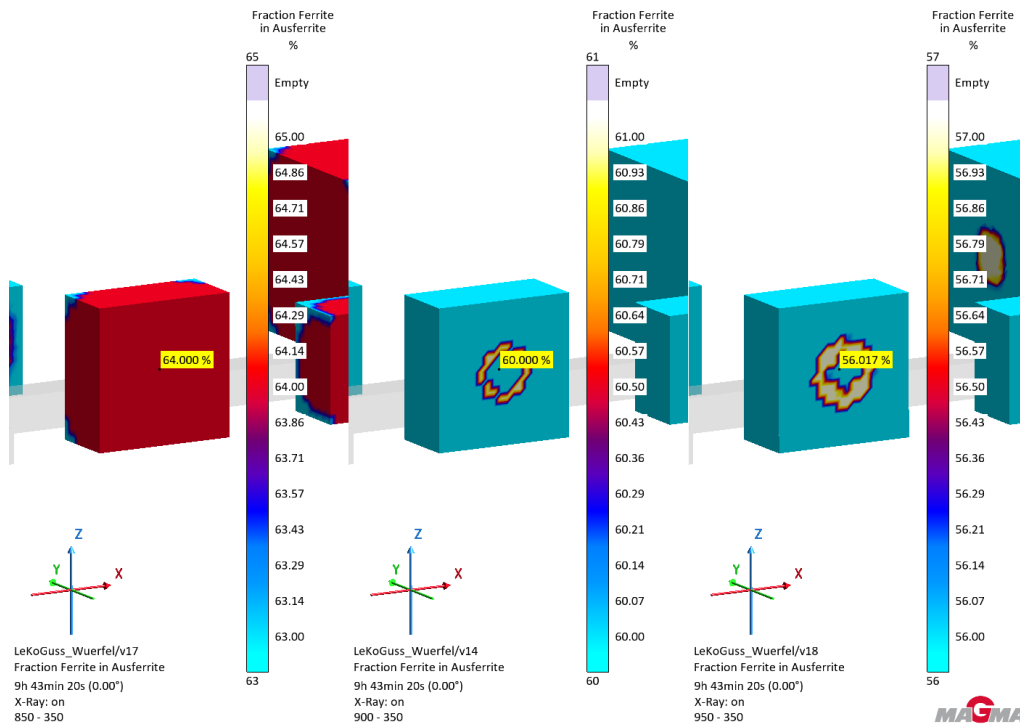 Fraction Ferrite
in Ausferrite
%
65
Empty
65.00
64.86
64.71
64.57
64.43
64.29
64.14
64.00
63.86
63.71
63.57
63.43
63.29
63.14
63.00
63
64.000 %
Z
Y
X
LeKoGuss_Wuerfel/v17
Fraction Ferrite in Ausferrite
9h 43min 20s (0.00°)
X-Ray: on
850 - 350
Fraction Ferrite
in Ausferrite
%
61
Empty
61.00
60.93
60.86
60.79
60.71
60.64
60.57
60.50
60.43
60.36
60.29
60.21
60.14
60.07
60.00
60
60.000 %
Z
Y
X
LeKoGuss_Wuerfel/v14
Fraction Ferrite in Ausferrite
9h 43min 20s (0.00°)
X-Ray: on
900 - 350
Fraction Ferrite
in Ausferrite
%
57
Empty
57.00
56.93
56.86
56.79
56.71
56.64
56.57
56.50
56.43
56.36
56.29
56.21
56.14
56.07
56.00
56
56.017 %
Z
Y
X
LeKoGuss_Wuerfel/v18
Fraction Ferrite in Ausferrite
9h 43min 20s (0.00°)
X-Ray: on
950 - 350
MAGMA